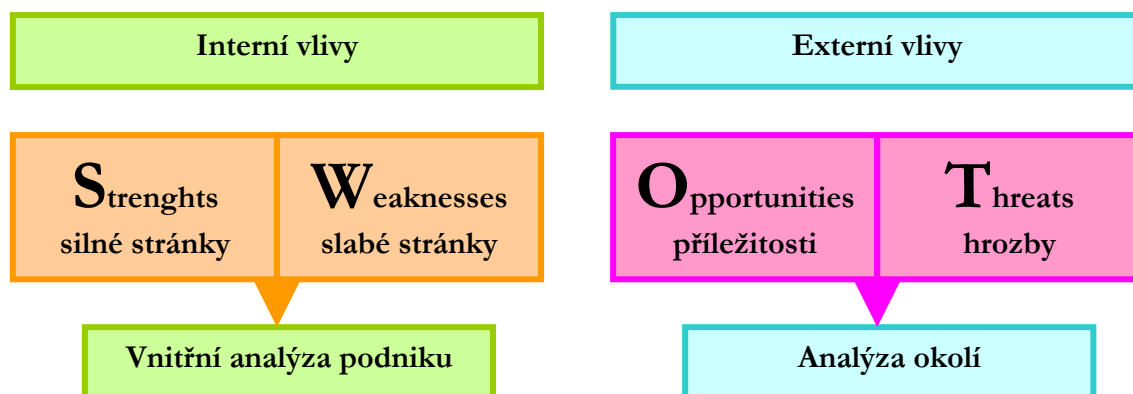 Interní vlivy
Externí vlivy
Strenghts
silné stránky
Weaknesses
slabé stránky
Opportunities
příležitosti
Threats
hrozby
Vnitřní analýza podniku
Analýza okolí